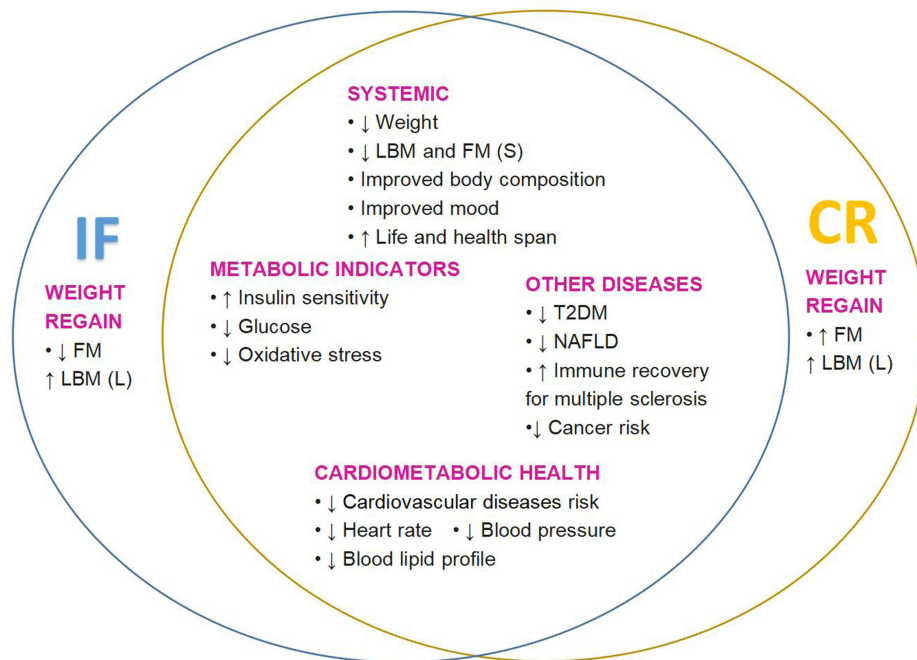 SYSTEMIC
• ↓ Weight
• ↓ LBM and FM (S)
• Improved body composition
• Improved mood
• ↑ Life and health span
IF
WEIGHT
REGAIN
• ↓ FM
↑ LBM (L)
METABOLIC INDICATORS
• ↑ Insulin sensitivity
• ↓ Glucose
• ↓ Oxidative stress
OTHER DISEASES
• ↓ T2DM
• ↓ NAFLD
• ↑ Immune recovery
for multiple sclerosis
•↓ Cancer risk
CR
WEIGHT
REGAIN
• ↑ FM
↑ LBM (L)
CARDIOMETABOLIC HEALTH
• ↓ Cardiovascular diseases risk
• ↓ Heart rate • ↓ Blood pressure
• ↓ Blood lipid profile